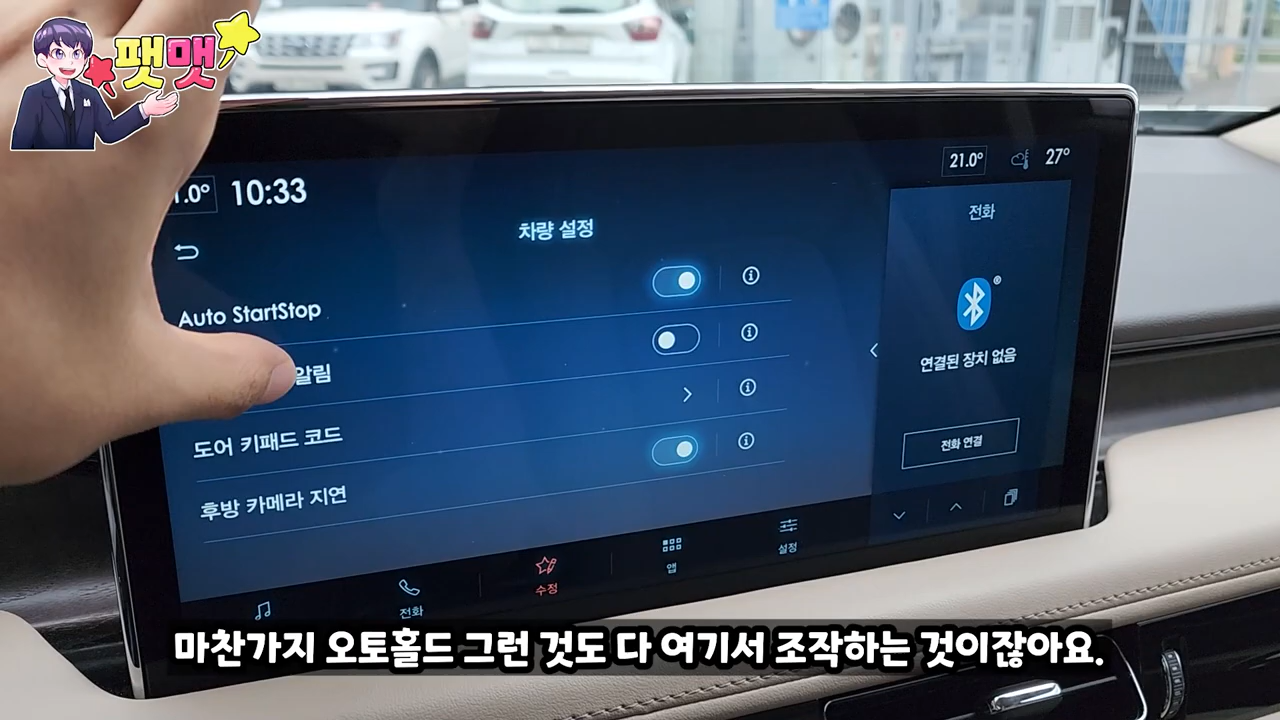 팻맷
21.0°
27°
.0° 10:33
차량 설정
전화
Auto StartStop
알림
도어 키패드 코드
후방 카메라 지연
연결된 장치 없음
전화 연결
전화
수정
앱
설정
마찬가지 오토홀드 그런 것도 다 여기서 조작하는 것이잖아요.